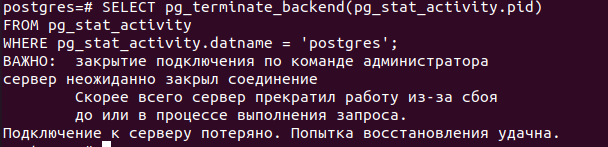 postgres=# SELECT pg_terminate_backend(pg_stat_activity.pid)
FROM pg_stat_activity
WHERE pg_stat_activity.datname = 'postgres';
ВАЖНО:  закрытие подключения по команде администратора
сервер неожиданно закрыл соединение
        Скорее всего сервер прекратил работу из-за сбоя
        до или в процессе выполнения запроса.
Подключение к серверу потеряно. Попытка восстановления удачна.